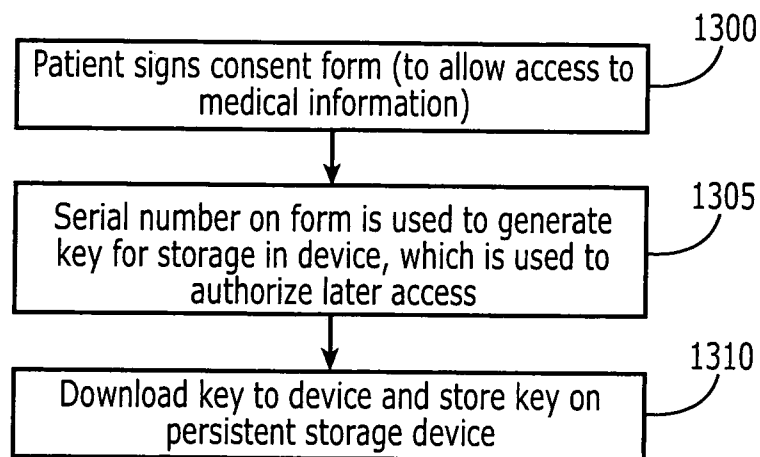 1300
Patient signs consent form (to allow access to
medical information)
1305
Serial number on form is used to generate
key for storage in device, which is used to
authorize later access
1310
Download key to device and store key on
persistent storage device